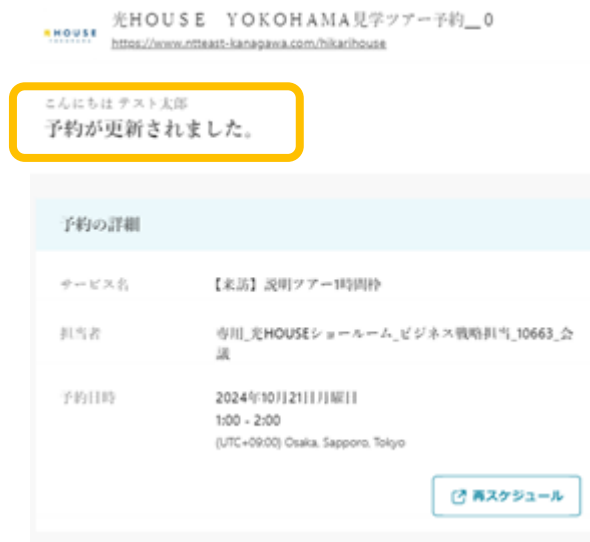 光HOUSE YOKOHAMA見学ツアー予約__0
HOUSE
https://www.ntteast-kanagawa.com/hikarihouse
こんにちは テスト太郎
予約が更新されました。
予約の詳細
サービス名 【来訪】説明ツアー1時間枠
担当者 専用_光HOUSEショールーム_ビジネス戦略担当_10663_会
議
予約日時 2024年10月21日月曜日
1:00 - 2:00
(UTC+09:00) Osaka, Sapporo, Tokyo
再スケジュール